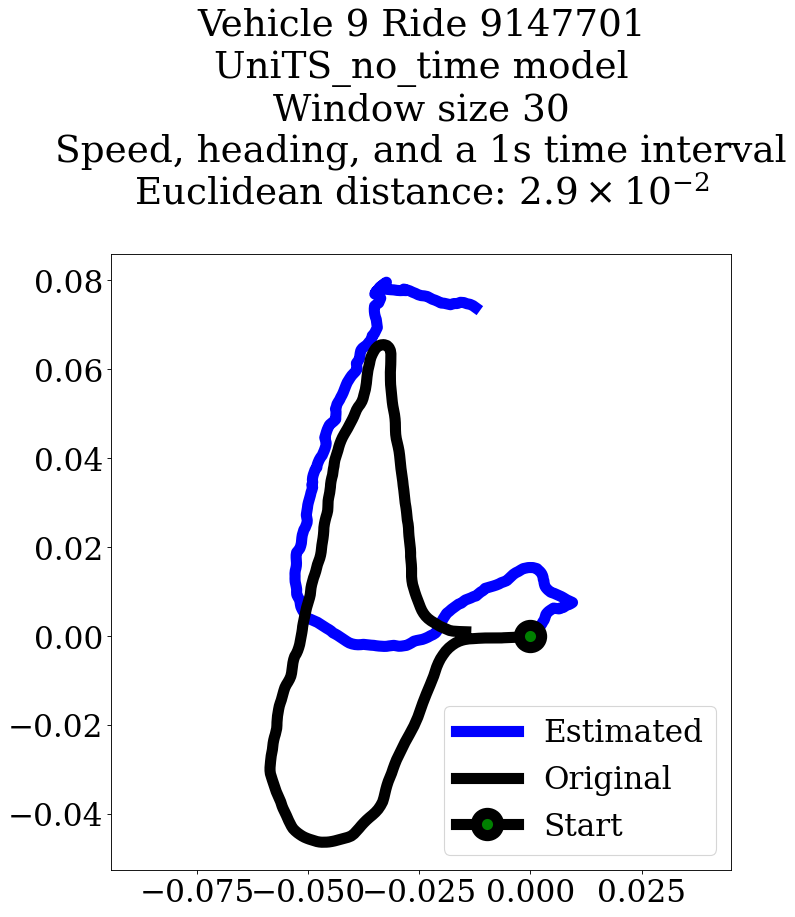 Vehicle 9 Ride 9147701
UniTS_no_time model
Window size 30
Speed, heading, and a 1s time interval
Euclidean distance: 2.9 × 10⁻²
0.08
0.06
0.04
0.02
0.00
−0.02
−0.04
Estimated
Original
Start
−0.075 −0.050 −0.025 0.000 0.025